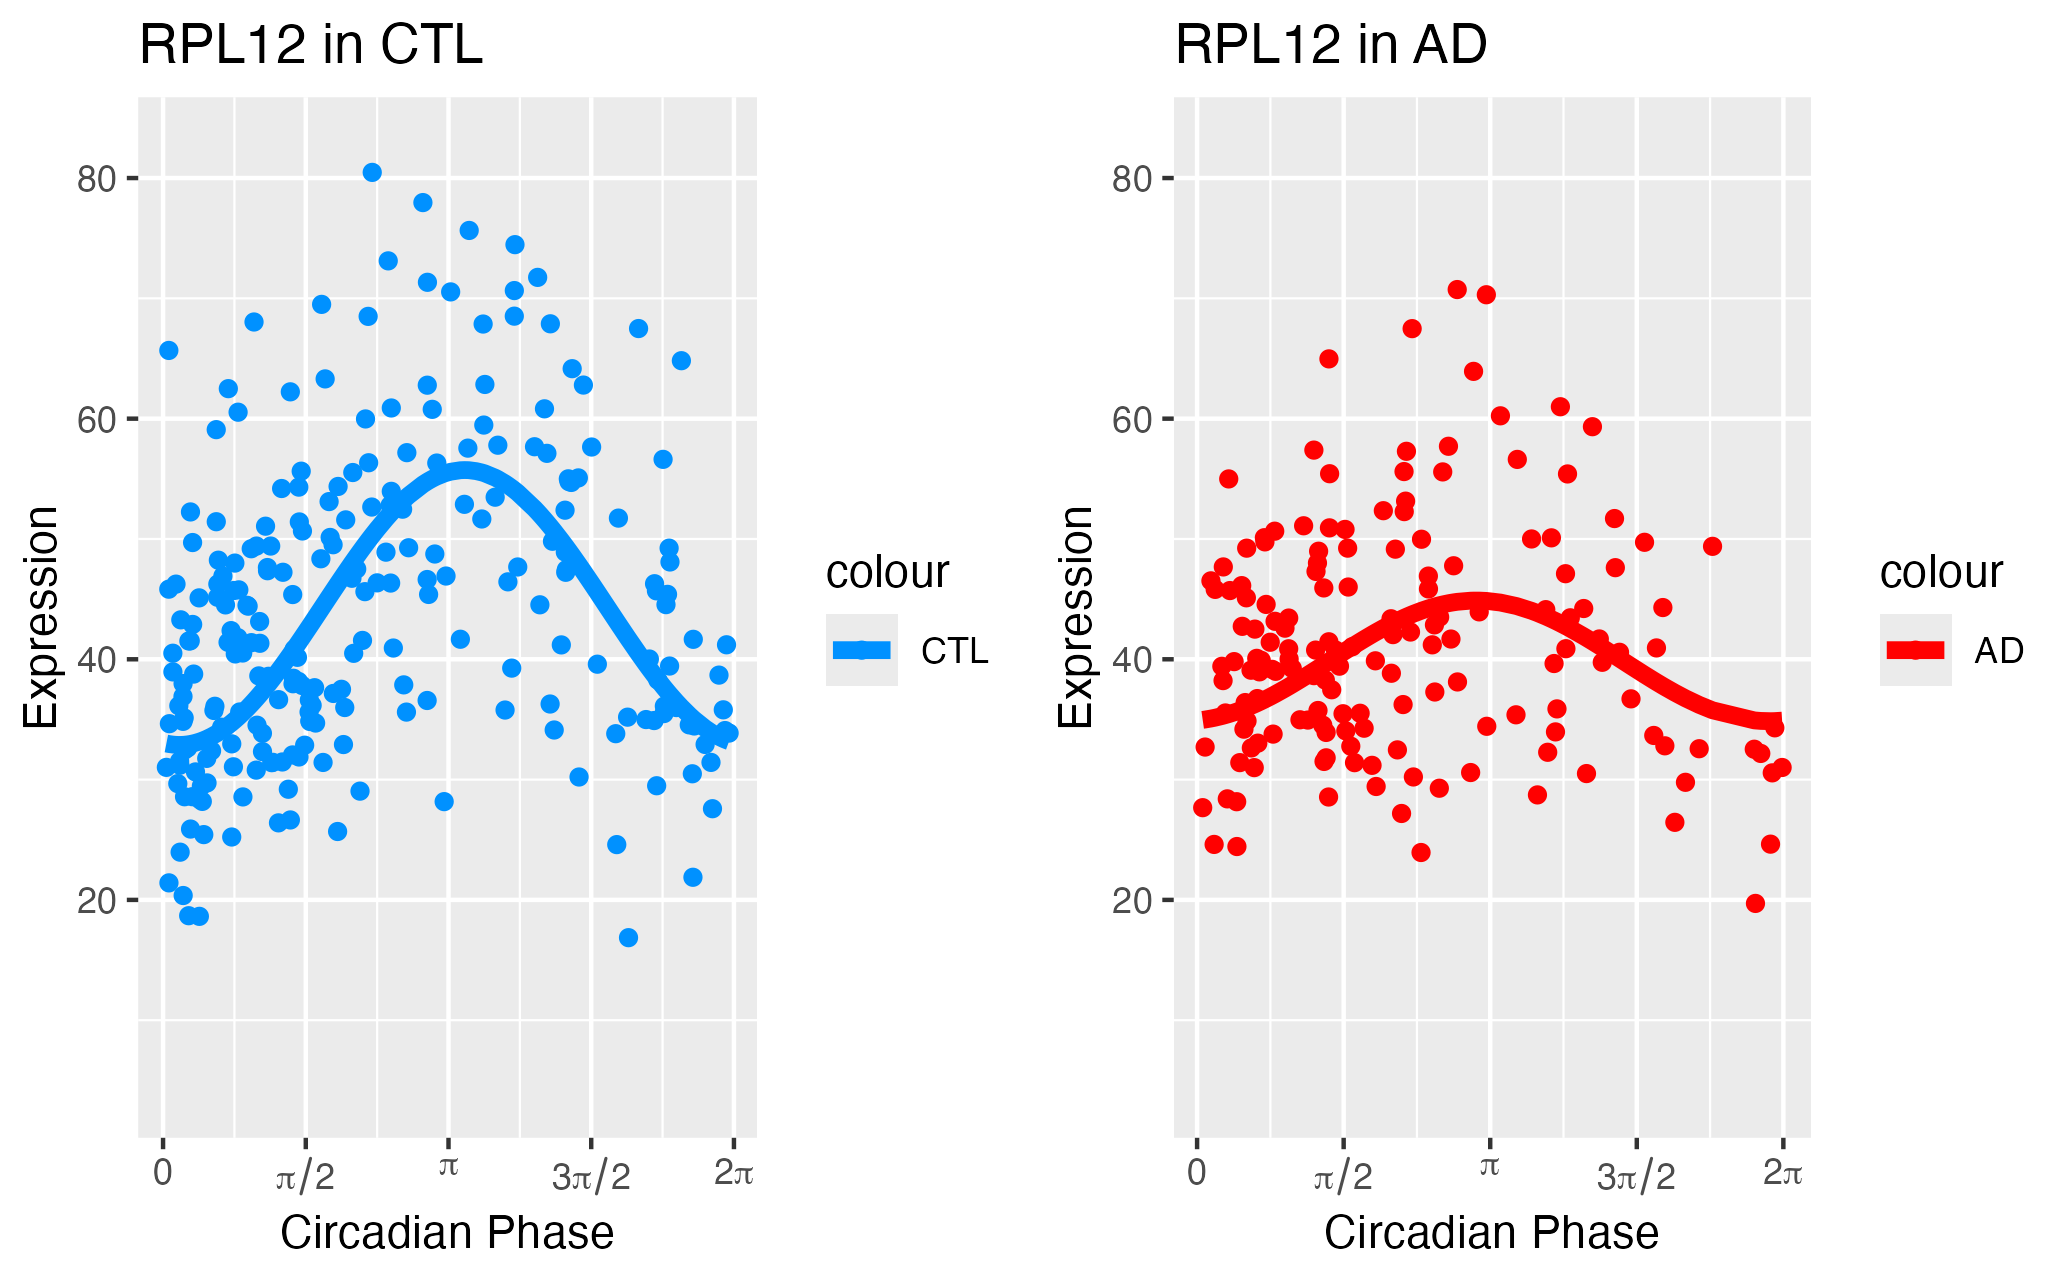 RPL12 in CTL
80
60
40
20
Expression
0 π/2 π 3π/2 2π
Circadian Phase
colour
CTL
RPL12 in AD
80
60
40
20
Expression
0 π/2 π 3π/2 2π
Circadian Phase
colour
AD